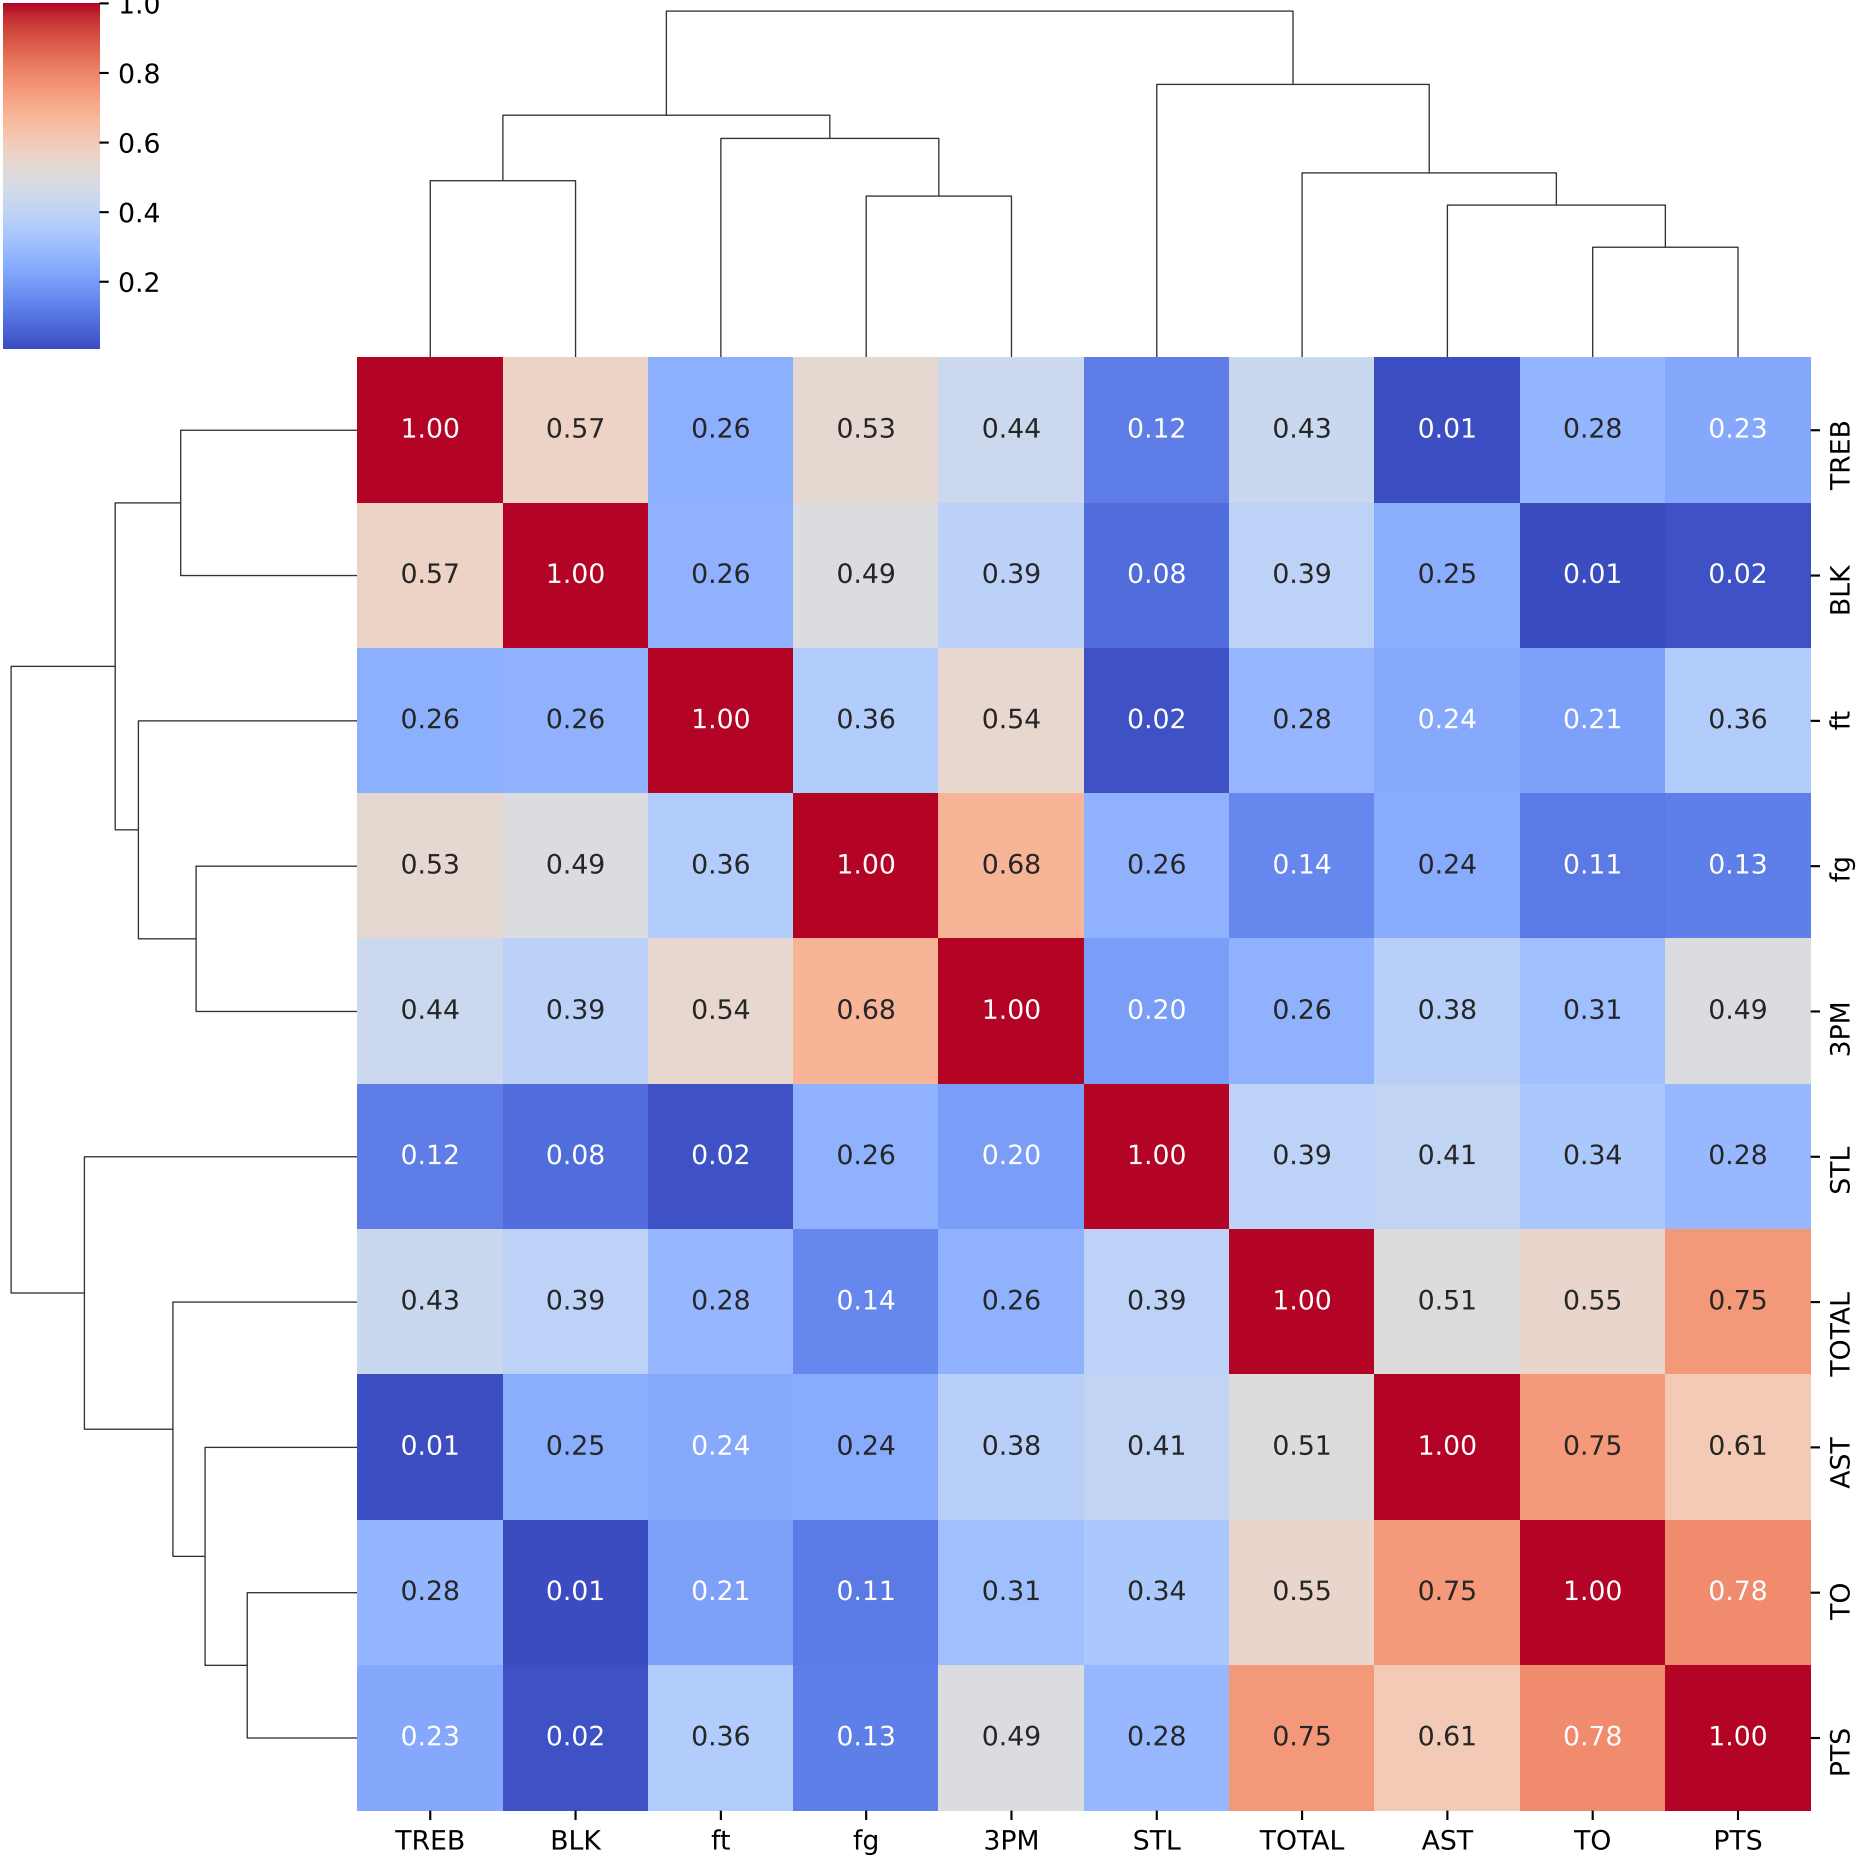 1.0
0.8
0.6
0.4
0.2
1.00 0.57 0.26 0.53 0.44 0.12 0.43 0.01 0.28 0.23 TREB
0.57 1.00 0.26 0.49 0.39 0.08 0.39 0.25 0.01 0.02 BLK
0.26 0.26 1.00 0.36 0.54 0.02 0.28 0.24 0.21 0.36 ft
0.53 0.49 0.36 1.00 0.68 0.26 0.14 0.24 0.11 0.13 fg
0.44 0.39 0.54 0.68 1.00 0.20 0.26 0.38 0.31 0.49 3PM
0.12 0.08 0.02 0.26 0.20 1.00 0.39 0.41 0.34 0.28 STL
0.43 0.39 0.28 0.14 0.26 0.39 1.00 0.51 0.55 0.75 TOTAL
0.01 0.25 0.24 0.24 0.38 0.41 0.51 1.00 0.75 0.61 AST
0.28 0.01 0.21 0.11 0.31 0.34 0.55 0.75 1.00 0.78 TO
0.23 0.02 0.36 0.13 0.49 0.28 0.75 0.61 0.78 1.00 PTS
TREB BLK ft fg 3PM STL TOTAL AST TO PTS